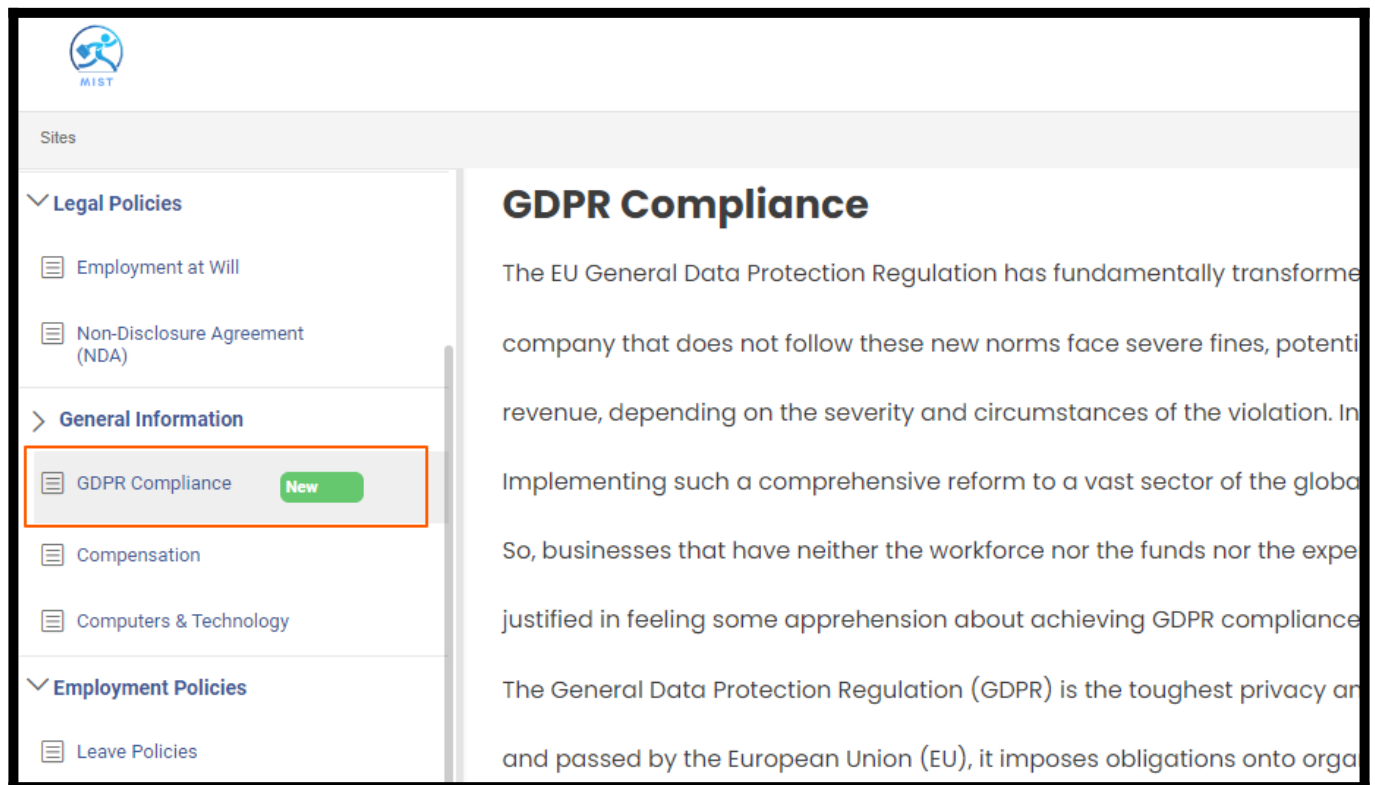 MIST
Sites
Legal Policies
Employment at Will
Non-Disclosure Agreement
(NDA)
General Information
GDPR Compliance
New
Compensation
Computers & Technology
Employment Policies
Leave Policies
GDPR Compliance
The EU General Data Protection Regulation has fundamentally transforme
company that does not follow these new norms face severe fines, potenti
revenue, depending on the severity and circumstances of the violation. In
Implementing such a comprehensive reform to a vast sector of the globa
So, businesses that have neither the workforce nor the funds nor the expe
justified in feeling some apprehension about achieving GDPR compliance
The General Data Protection Regulation (GDPR) is the toughest privacy an
and passed by the European Union (EU), it imposes obligations onto orga